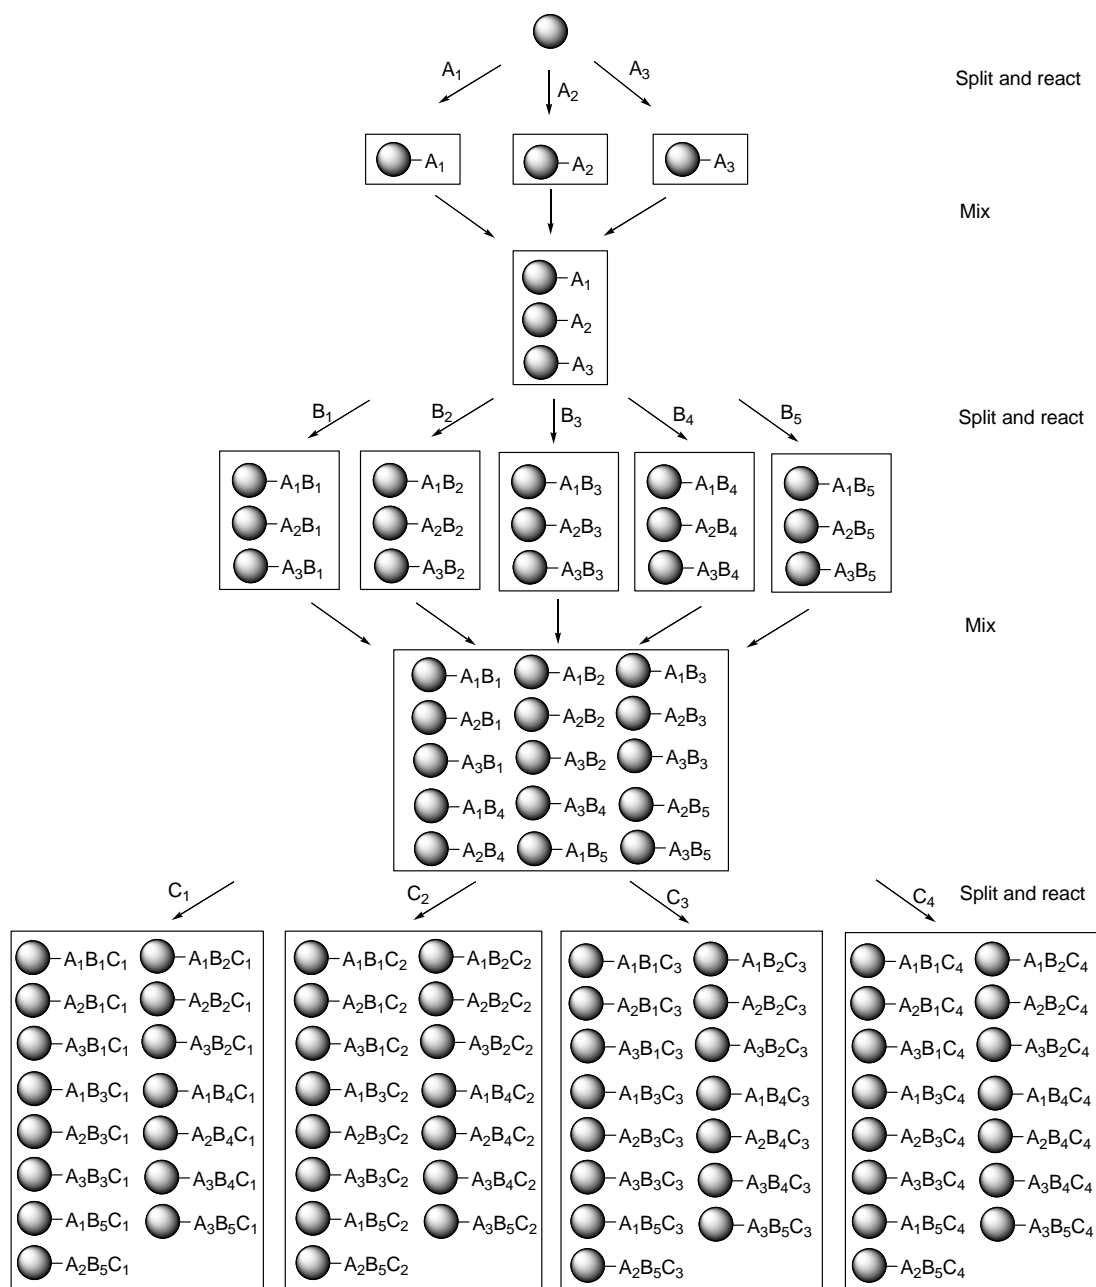 A₁ A₂ A₃ Split and react
A₁ A₂ A₃
Mix
A₁
A₂
A₃
B₁ B₂ B₃ B₄ B₅ Split and react
A₁B₁ A₁B₂ A₁B₃ A₁B₄ A₁B₅
A₂B₁ A₂B₂ A₂B₃ A₂B₄ A₂B₅
A₃B₁ A₃B₂ A₃B₃ A₃B₄ A₃B₅
Mix
A₁B₁ A₁B₂ A₁B₃
A₂B₁ A₂B₂ A₂B₃
A₃B₁ A₃B₂ A₃B₃
A₁B₄ A₃B₄ A₂B₅
A₂B₄ A₁B₅ A₃B₅
C₁ C₂ C₃ C₄ Split and react
A₁B₁C₁ A₁B₂C₁ A₁B₁C₂ A₁B₂C₂ A₁B₁C₃ A₁B₂C₃ A₁B₁C₄ A₁B₂C₄
A₂B₁C₁ A₂B₂C₁ A₂B₁C₂ A₂B₂C₂ A₂B₁C₃ A₂B₂C₃ A₂B₁C₄ A₂B₂C₄
A₃B₁C₁ A₃B₂C₁ A₃B₁C₂ A₃B₂C₂ A₃B₁C₃ A₃B₂C₃ A₃B₁C₄ A₃B₂C₄
A₁B₃C₁ A₁B₄C₁ A₁B₃C₂ A₁B₄C₂ A₁B₃C₃ A₁B₄C₃ A₁B₃C₄ A₁B₄C₄
A₂B₃C₁ A₂B₄C₁ A₂B₃C₂ A₂B₄C₂ A₂B₃C₃ A₂B₄C₃ A₂B₃C₄ A₂B₄C₄
A₃B₃C₁ A₃B₄C₁ A₃B₃C₂ A₃B₄C₂ A₃B₃C₃ A₃B₄C₃ A₃B₃C₄ A₃B₄C₄
A₁B₅C₁ A₃B₅C₁ A₁B₅C₂ A₃B₅C₂ A₁B₅C₃ A₃B₅C₃ A₁B₅C₄ A₃B₅C₄
A₂B₅C₁ A₂B₅C₂ A₂B₅C₃ A₂B₅C₄